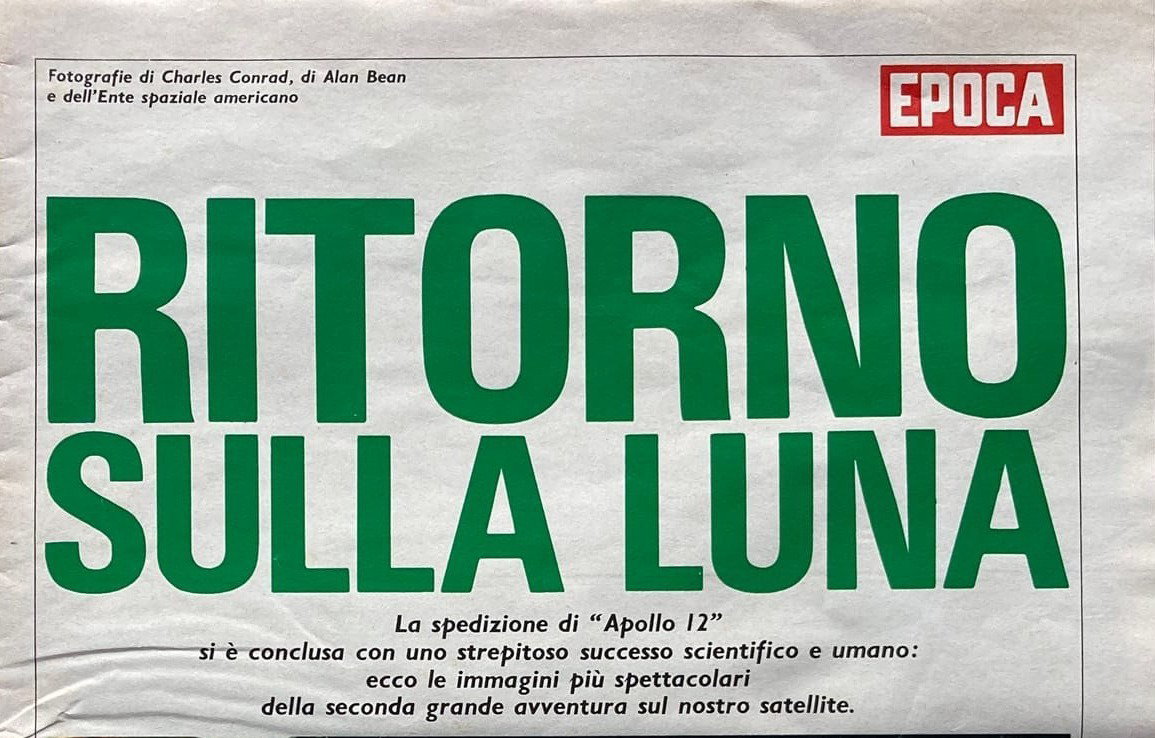 Fotografie di Charles Conrad, di Alan Bean
e dell'Ente spaziale americano
EPOCA
RITORNO
SULLA LUNA
La spedizione di “Apollo 12”
si è conclusa con uno strepitoso successo scientifico e umano:
ecco le immagini più spettacolari
della seconda grande avventura sul nostro satellite.